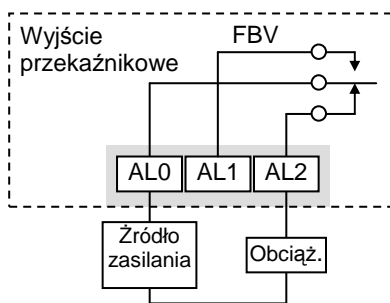 Wyjście
przekaźnikowe
FBV
AL0 AL1 AL2
Źródło
zasilania
Obciąż.